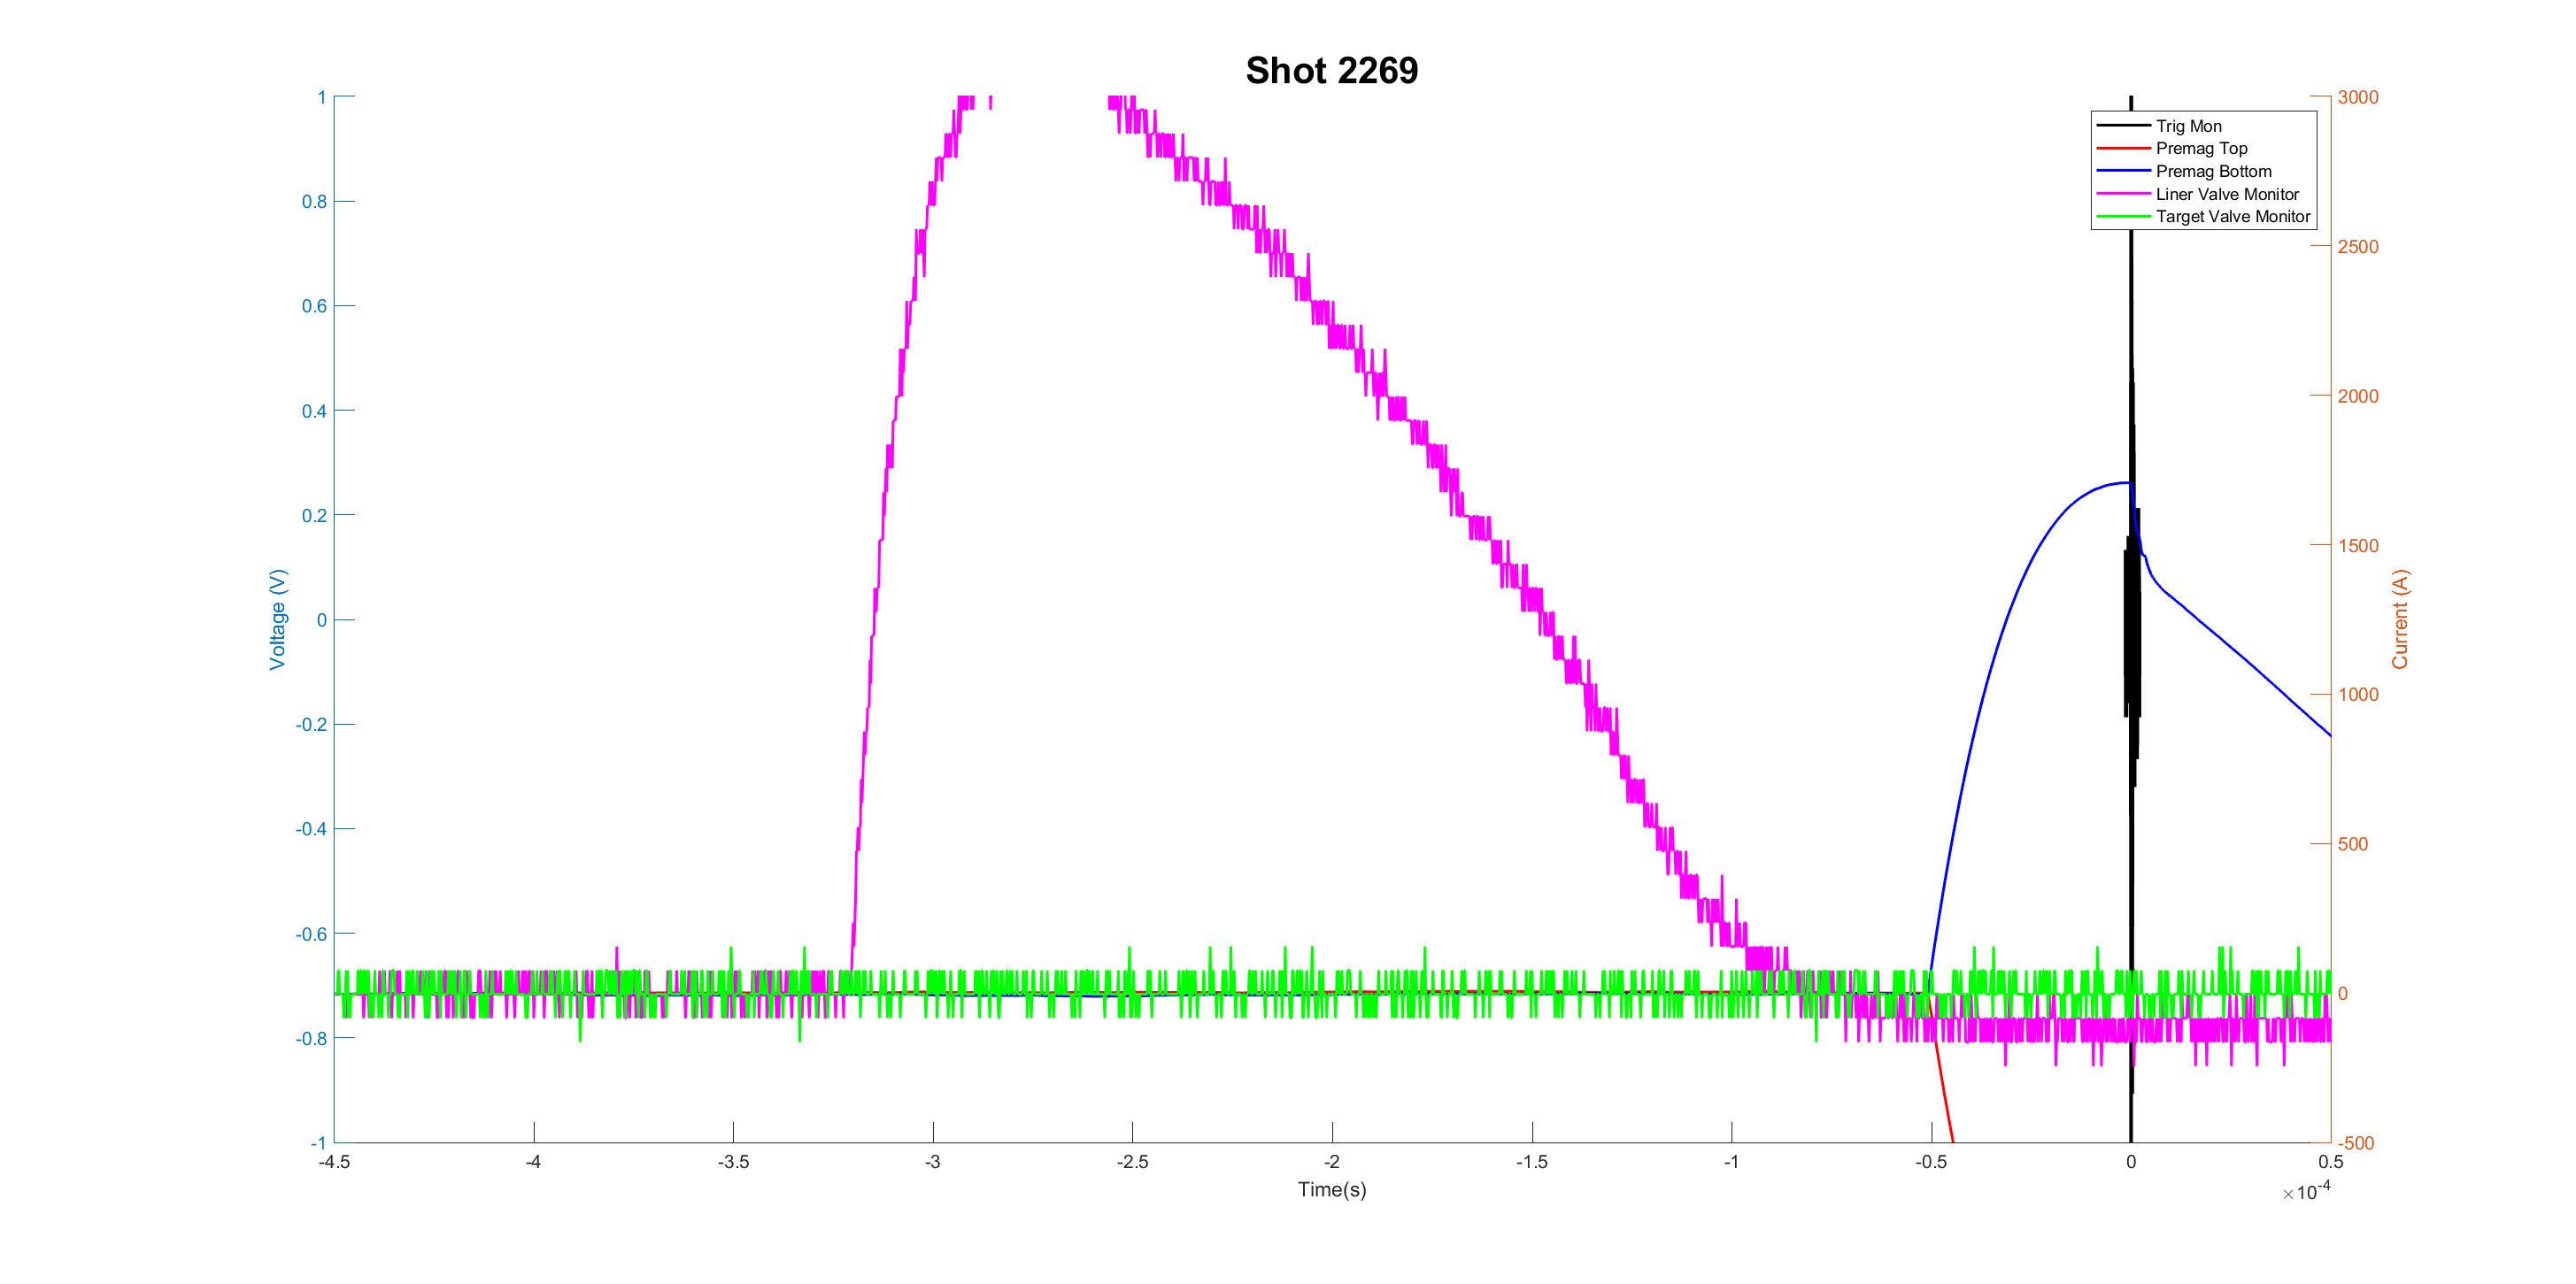 Shot 2269
1
0.8
0.6
0.4
0.2
0
-0.2
-0.4
-0.6
-0.8
-1
Voltage (V)
3000
2500
2000
1500
1000
500
0
-500
Current (A)
Trig Mon
Premag Top
Premag Bottom
Liner Valve Monitor
Target Valve Monitor
-4.5 -4 -3.5 -3 -2.5 -2 -1.5 -1 -0.5 0 0.5
Time(s)
×10⁻⁴